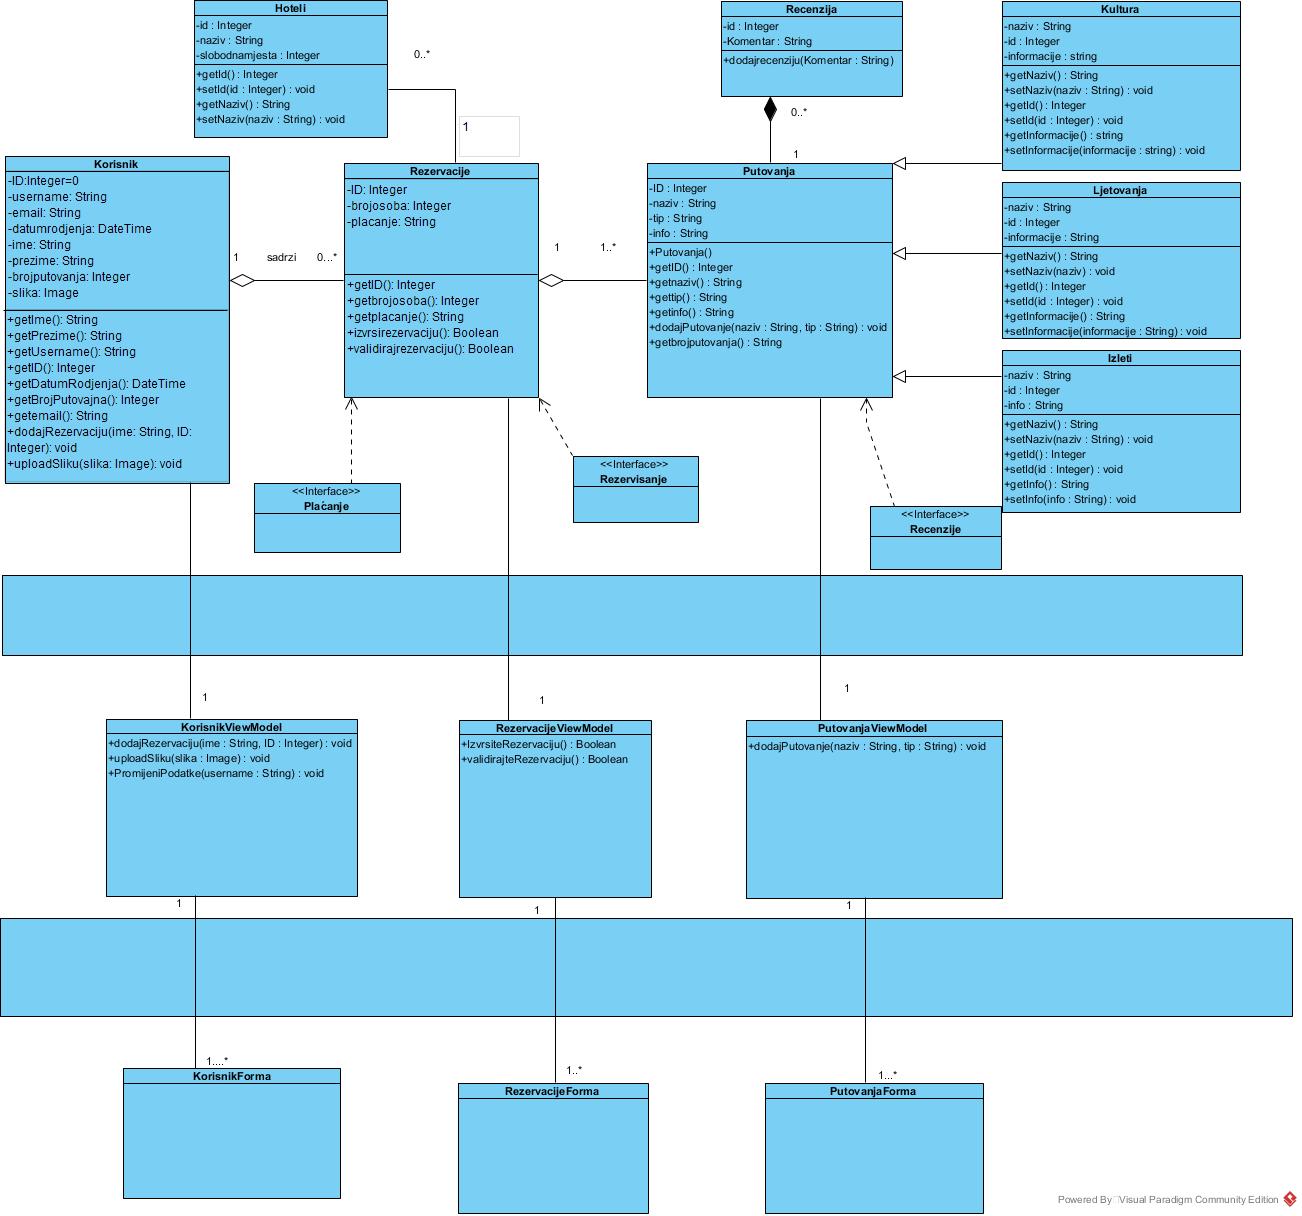 Hoteli
-id : Integer
-naziv : String
-slobodnamjesta : Integer
+getId() : Integer
+setId(id : Integer) : void
+getNaziv() : String
+setNaziv(naziv : String) : void
0..*
1
Recenzija
-id : Integer
-Komentar : String
+dodajrecenziju(Komentar : String)
0..*
1
Kultura
-naziv : String
-id : Integer
-informacije : string
+getNaziv() : String
+setNaziv(naziv : String) : void
+getId() : Integer
+setId(id : Integer) : void
+getInformacije() : string
+setInformacije(informacije : string) : void
Korisnik
-ID:Integer=0
-username: String
-email: String
-datumrodjenja: DateTime
-ime: String
-prezime: String
-brojputovanja: Integer
-slika: Image
+getIme(): String
+getPrezime(): String
+getUsername(): String
+getID(): Integer
+getDatumRodjenja(): DateTime
+getBrojPutovajna(): Integer
+getemail(): String
+dodajRezervaciju(ime: String, ID:
Integer): void
+uploadSliku(slika: Image): void
1
sadrzi
0...*
Rezervacije
-ID: Integer
-brojosoba: Integer
-placanje: String
+getID(): Integer
+getbrojosoba(): Integer
+getplacanje(): String
+izvrsirezervaciju(): Boolean
+validirajrezervaciju(): Boolean
1
1..*
Putovanja
-ID : Integer
-naziv : String
-tip : String
-info : String
+Putovanja()
+getID() : Integer
+getnaziv() : String
+gettip() : String
+getinfo() : String
+dodajPutovanje(naziv : String, tip : String) : void
+getbrojputovanja() : String
Ljetovanja
-naziv : String
-id : Integer
-informacije : String
+getNaziv() : String
+setNaziv(naziv) : void
+getId() : Integer
+setId(id : Integer) : void
+getInformacije() : String
+setInformacije(informacije : String) : void
Izleti
-naziv : String
-id : Integer
-info : String
+getNaziv() : String
+setNaziv(naziv : String) : void
+getId() : Integer
+setId(id : Integer) : void
+getInfo() : String
+setInfo(info : String) : void
<<Interface>>
Plaćanje
<<Interface>>
Rezervisanje
<<Interface>>
Recenzije
1
1
1
KorisnikViewModel
+dodajRezervaciju(ime : String, ID : Integer) : void
+uploadSliku(slika : Image) : void
+PromijeniPodatke(username : String) : void
RezervacijeViewModel
+IzvrsiteRezervaciju() : Boolean
+validirajteRezervaciju() : Boolean
PutovanjaViewModel
+dodajPutovanje(naziv : String, tip : String) : void
1
1
1
1....*
1..*
1...*
KorisnikForma
RezervacijeForma
PutovanjaForma
Powered By Visual Paradigm Community Edition